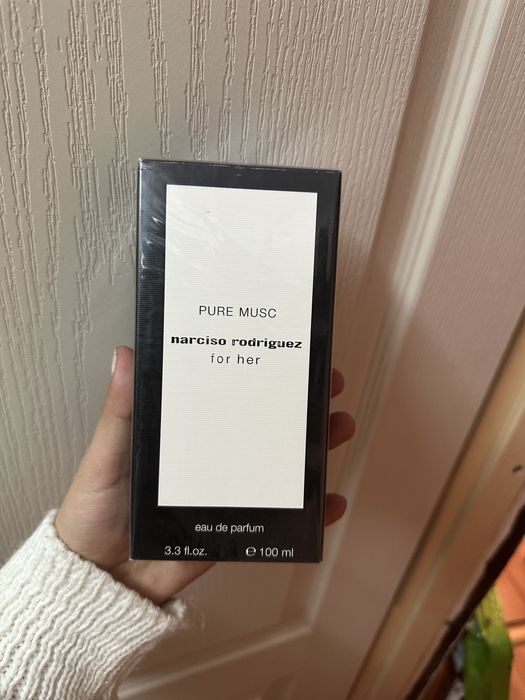 PURE MUSC
narciso rodriguez
for her
eau de parfum
3.3 fl.oz. ℮ 100 ml